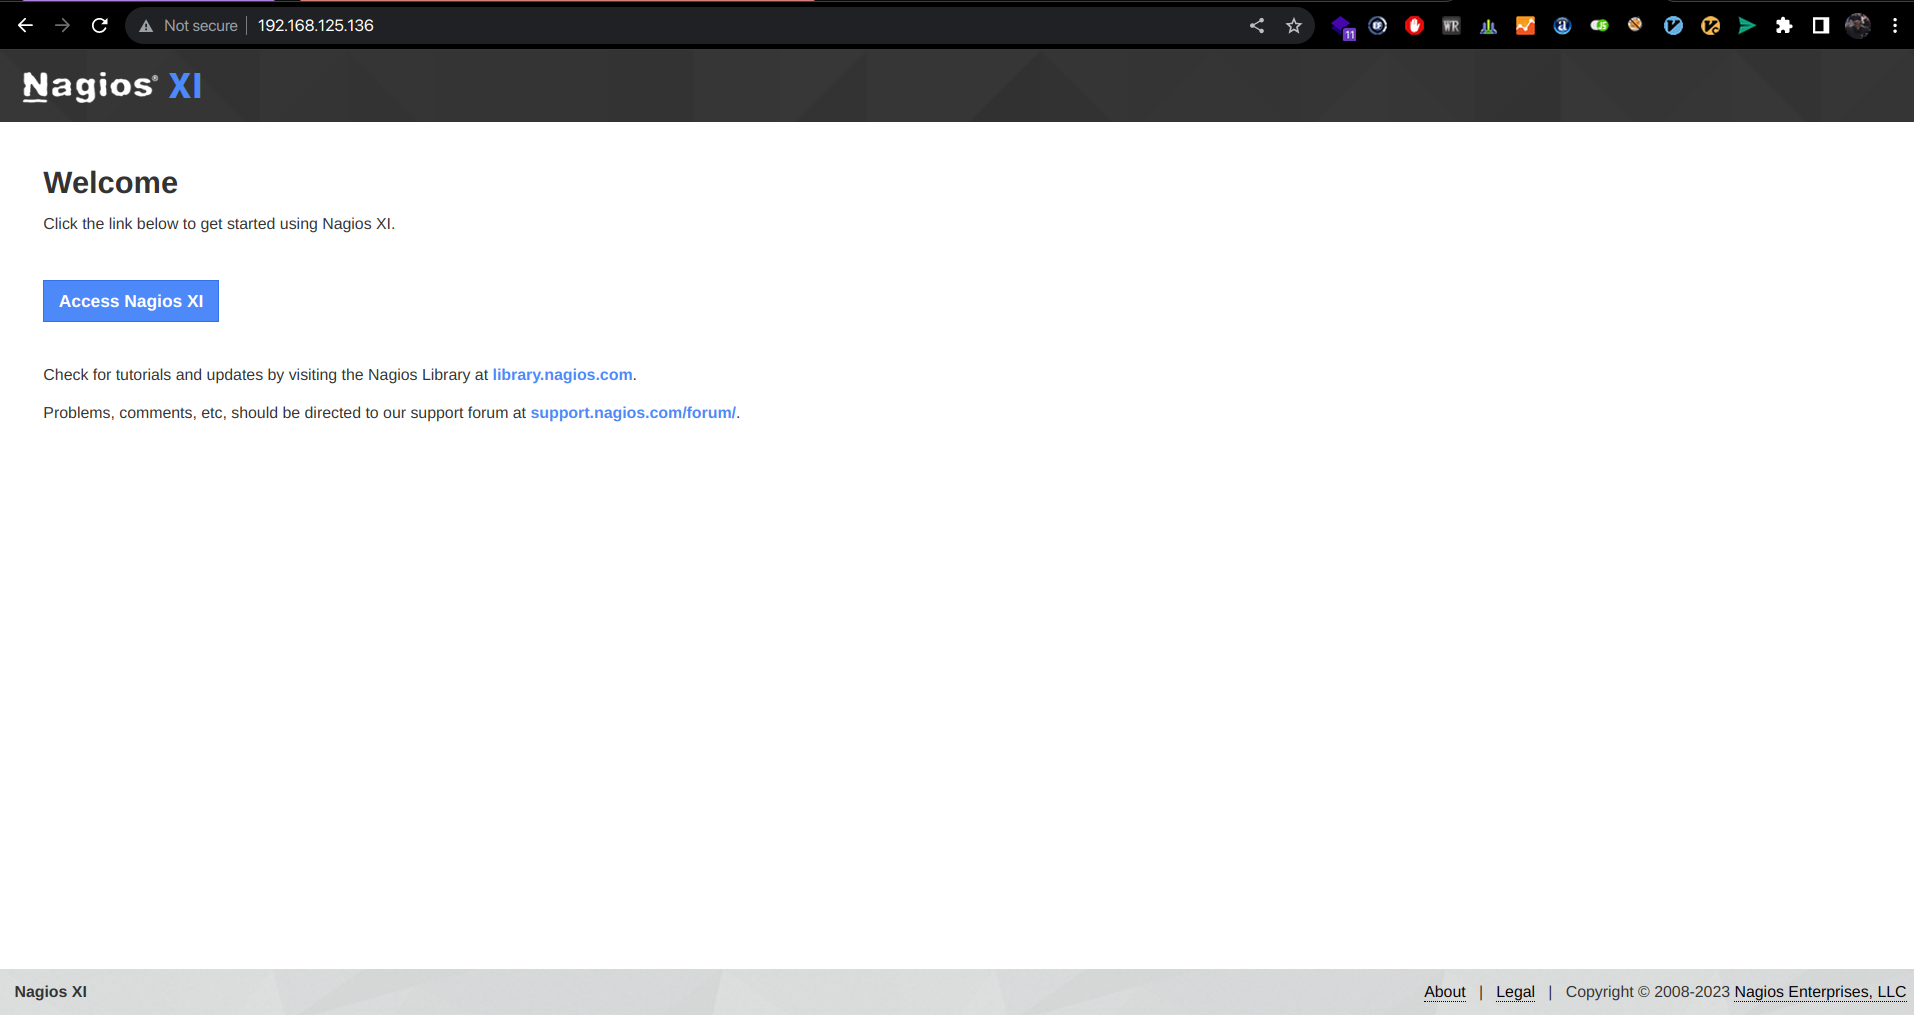 Not secure 192.168.125.136
11
WR
JS
Nagios® XI
Welcome
Click the link below to get started using Nagios XI.
Access Nagios XI
Check for tutorials and updates by visiting the Nagios Library at library.nagios.com.
Problems, comments, etc, should be directed to our support forum at support.nagios.com/forum/.
Nagios XI
About | Legal | Copyright © 2008-2023 Nagios Enterprises, LLC